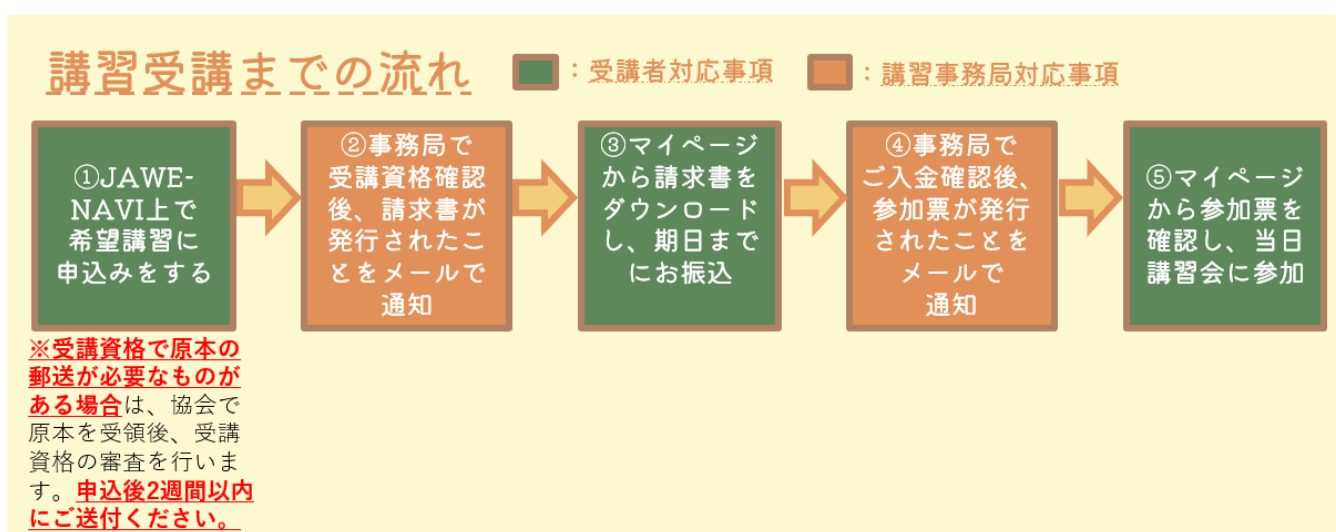 講習受講までの流れ
：受講者対応事項
：講習事務局対応事項
①JAWE-
NAVI上で
希望講習に
申込みをする
②事務局で
受講資格確認
後、請求書が
発行されたこ
とをメールで
通知
③マイページ
から請求書を
ダウンロード
し、期日まで
にお振込
④事務局で
ご入金確認後、
参加票が発行
されたことを
メールで
通知
⑤マイページ
から参加票を
確認し、当日
講習会に参加
※受講資格で原本の
郵送が必要なものが
ある場合は、協会で
原本を受領後、受講
資格の審査を行いま
す。申込後2週間以内
にご送付ください。